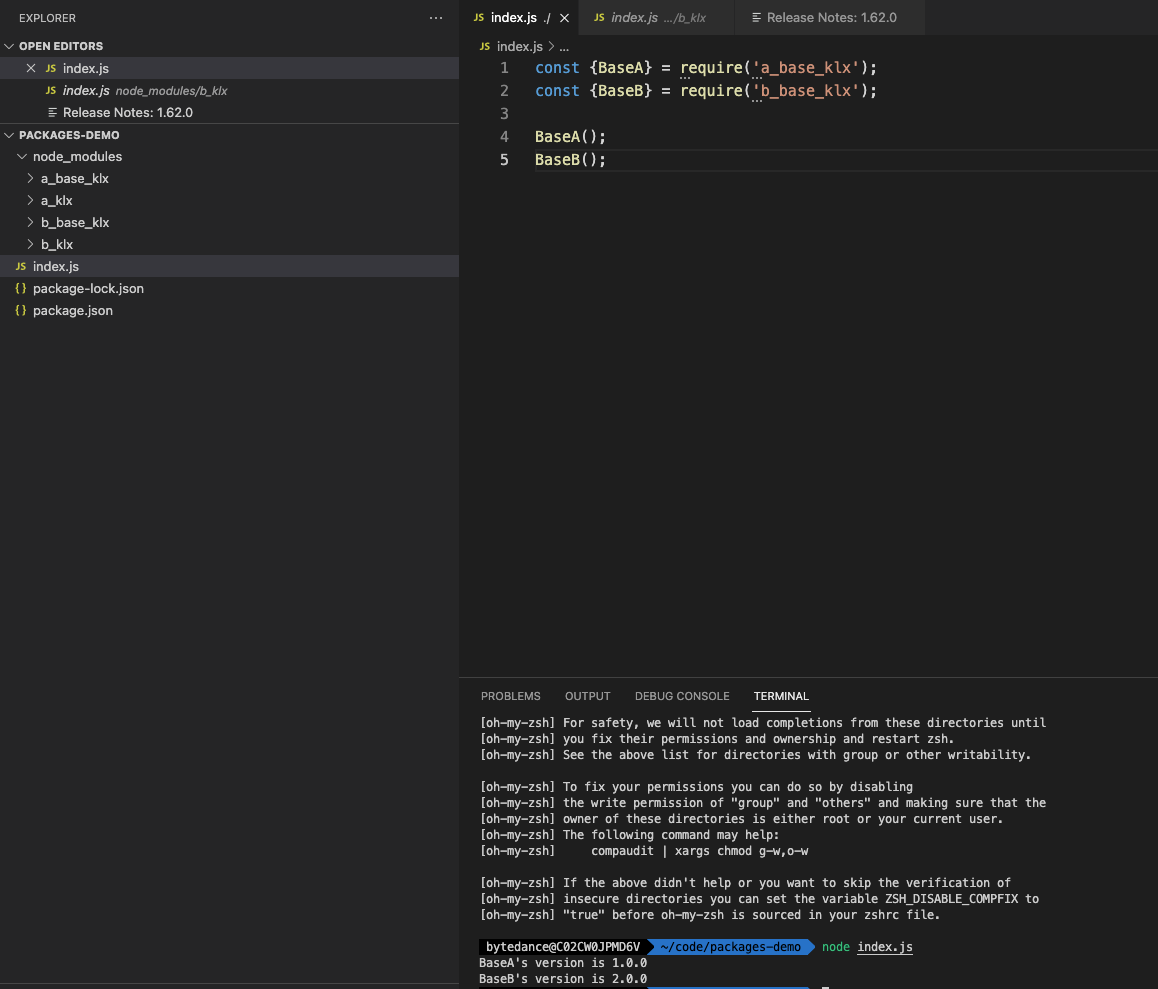 EXPLORER
···
OPEN EDITORS
JS index.js
JS index.js node_modules/b_klx
Release Notes: 1.62.0
PACKAGES-DEMO
node_modules
a_base_klx
a_klx
b_base_klx
b_klx
JS index.js
{} package-lock.json
{} package.json
JS index.js ./
JS index.js .../b_klx
Release Notes: 1.62.0
JS index.js > ...
1 const {BaseA} = require('a_base_klx');
2 const {BaseB} = require('b_base_klx');
3
4 BaseA();
5 BaseB();
PROBLEMS OUTPUT DEBUG CONSOLE TERMINAL
[oh-my-zsh] For safety, we will not load completions from these directories until
[oh-my-zsh] you fix their permissions and ownership and restart zsh.
[oh-my-zsh] See the above list for directories with group or other writability.
[oh-my-zsh] To fix your permissions you can do so by disabling
[oh-my-zsh] the write permission of "group" and "others" and making sure that the
[oh-my-zsh] owner of these directories is either root or your current user.
[oh-my-zsh] The following command may help:
[oh-my-zsh]     compaudit | xargs chmod g-w,o-w
[oh-my-zsh] If the above didn't help or you want to skip the verification of
[oh-my-zsh] insecure directories you can set the variable ZSH_DISABLE_COMPFIX to
[oh-my-zsh] "true" before oh-my-zsh is sourced in your zshrc file.
bytedance@C02CW0JPMD6V ~/code/packages-demo node index.js
BaseA's version is 1.0.0
BaseB's version is 2.0.0